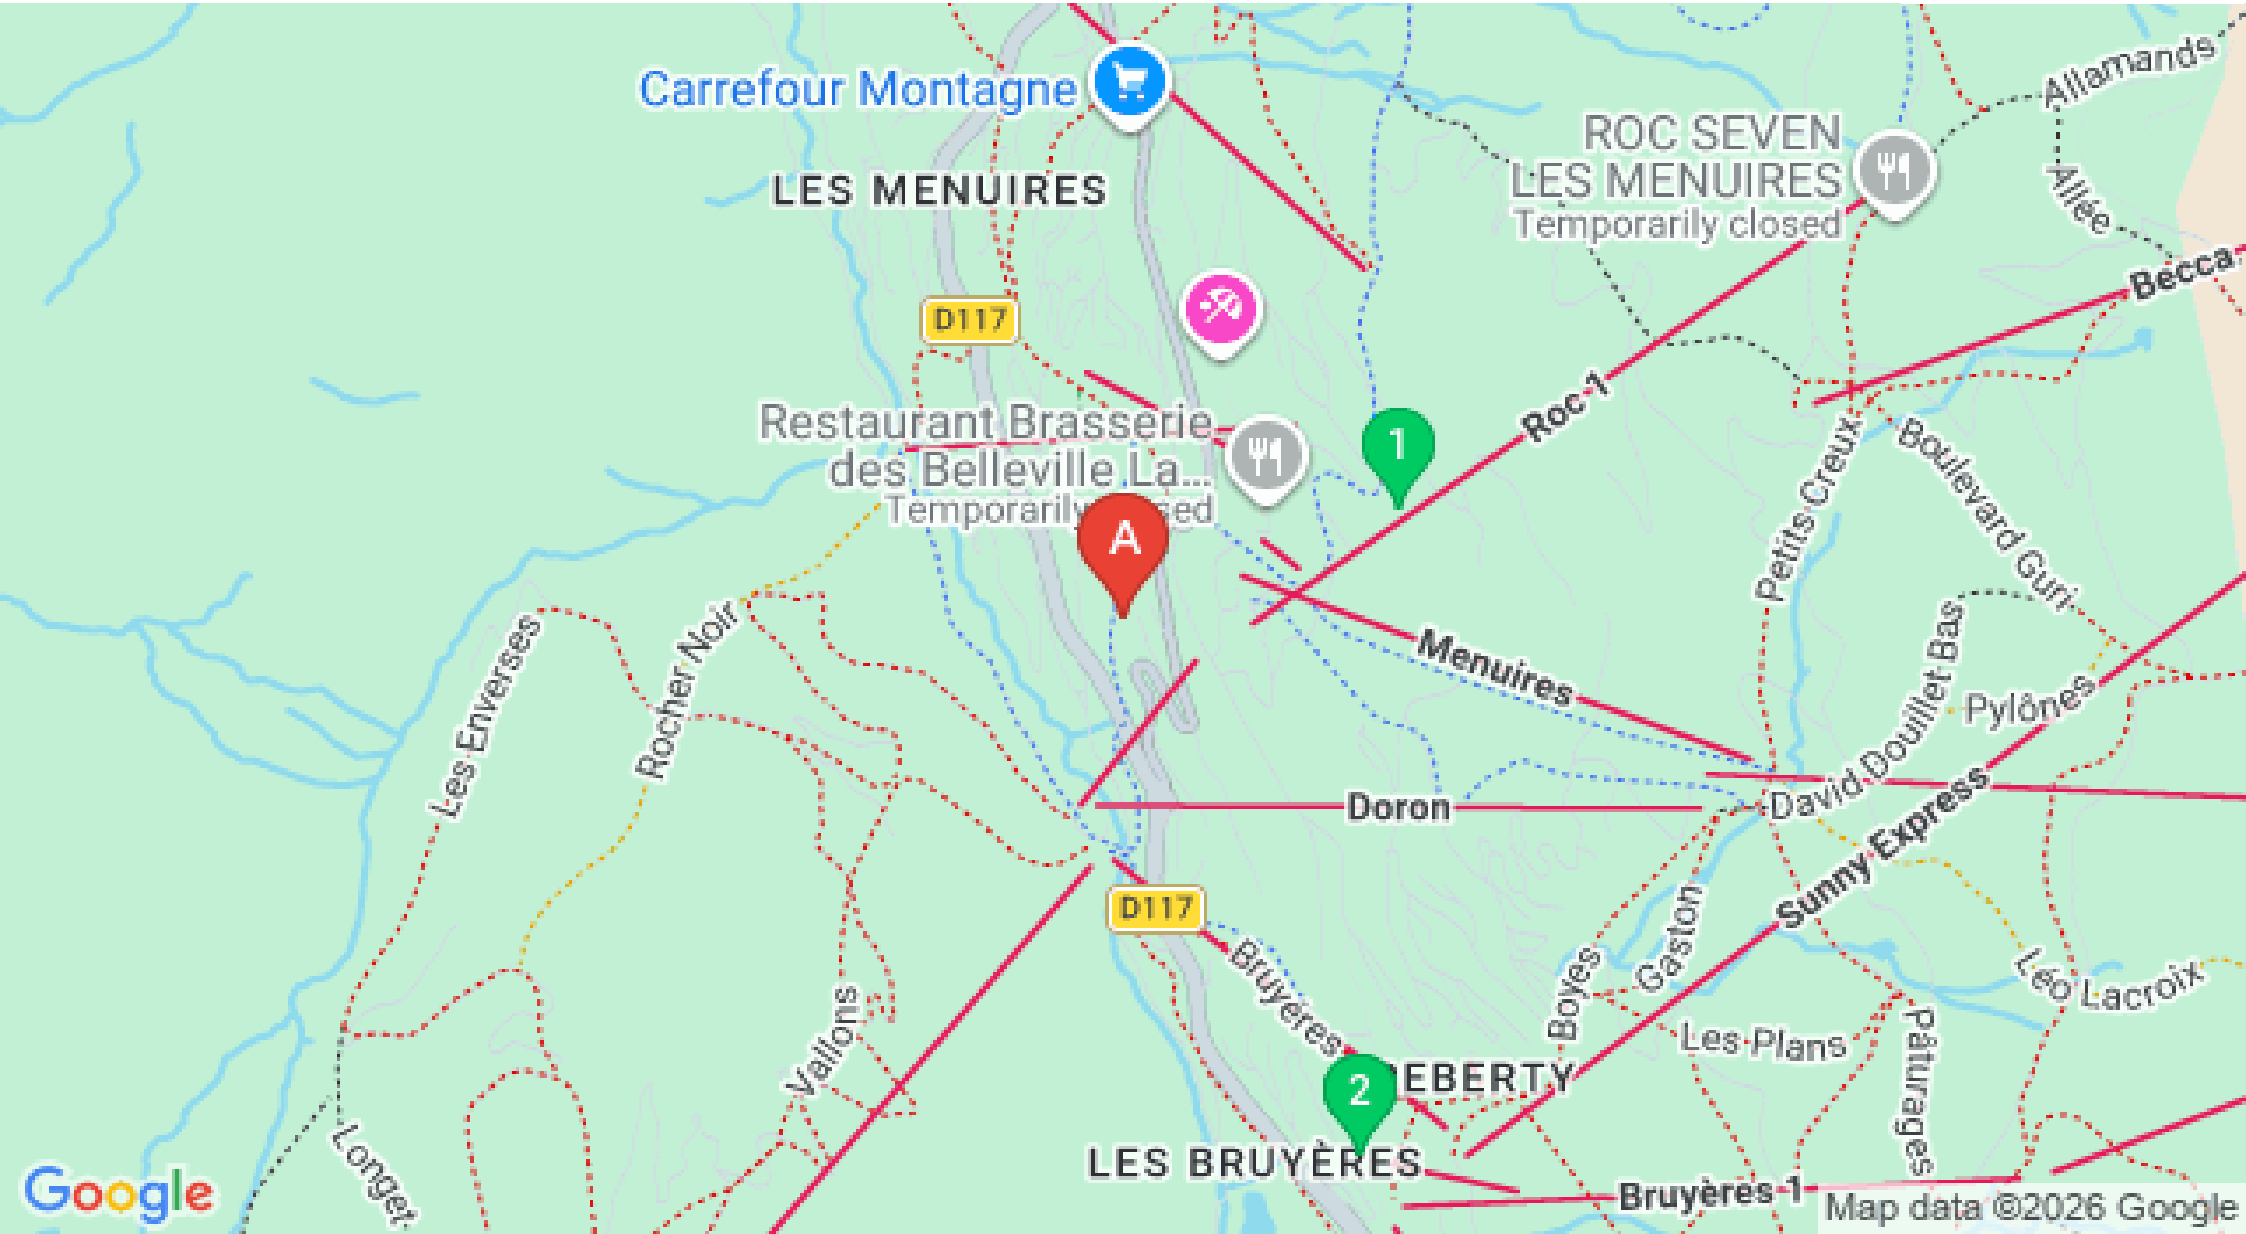 Carrefour Montagne
Allamands
ROC SEVEN
LES MENUIRES
Temporarily closed
LES MENUIRES
Allée
Becca
D117
Roc 1
Restaurant Brasserie
des Belleville La...
Temporarily
sed
1
Petits Creux
Boulevard Guri
A
Les Enverses
Rocher Noir
Menuires
David Douillet Bas
Pylônes
Doron
Sunny Express
D117
Bruyères
Boyes
Gaston
Léo Lacroix
Vallons
Les Plans
Pâturages
2
EBERTY
LES BRUYÈRES
Longet
Bruyères 1
Google
Map data ©2026 Google